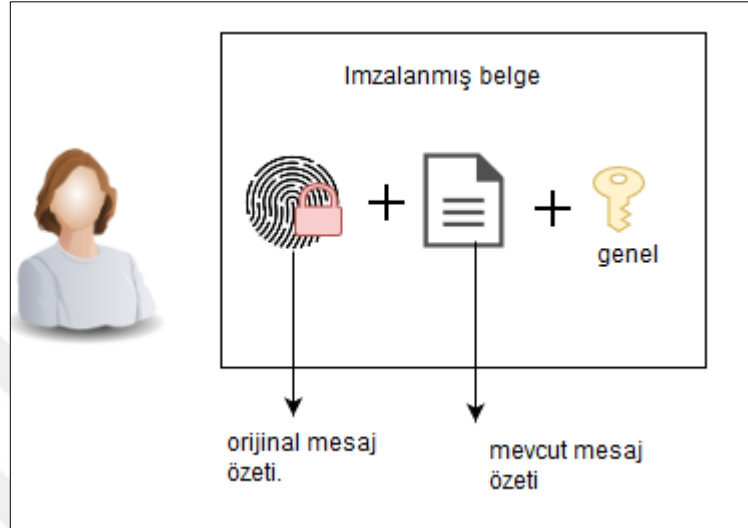 Imzalanmış belge
genel
orijinal mesaj
özeti.
mevcut mesaj
özeti